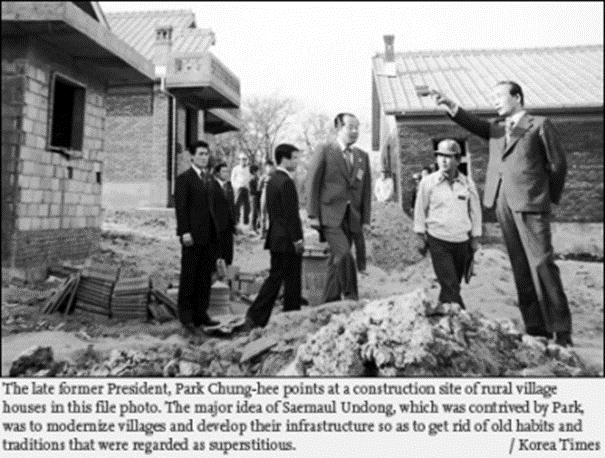 The late former President, Park Chung-hee points at a construction site of rural village
houses in this file photo. The major idea of Saemaul Undong, which was contrived by Park,
was to modernize villages and develop their infrastructure so as to get rid of old habits and
traditions that were regarded as superstitious. / Korea Times